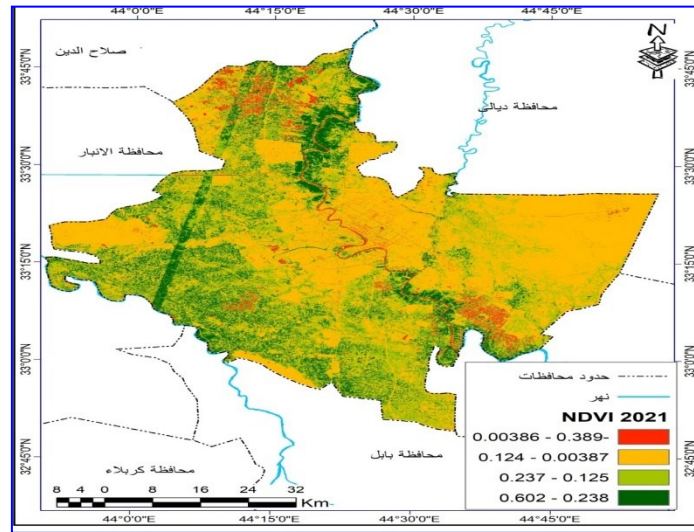 44°0'0"E 44°15'0"E 44°30'0"E 44°45'0"E
N
صلاح الدين
33°45'0"N 33°45'0"N
محافظة ديالى
محافظة الانبار
33°30'0"N 33°30'0"N
33°15'0"N 33°15'0"N
33°0'0"N 33°0'0"N
حدود محافظات
نهر
NDVI 2021
0.00386 - 0.389-
0.124 - 0.00387
0.237 - 0.125
0.602 - 0.238
محافظة بابل
32°45'0"N 32°45'0"N
محافظة كربلاء
8 4 0 8 16 24 32
Km
44°0'0"E 44°15'0"E 44°30'0"E 44°45'0"E